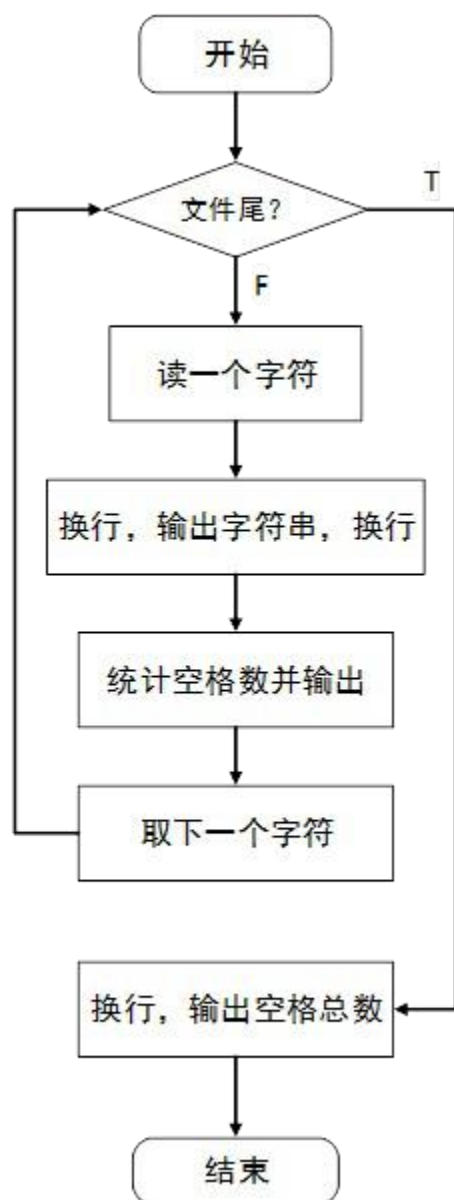 开始
文件尾？
T
F
读一个字符
换行，输出字符串，换行
统计空格数并输出
取下一个字符
换行，输出空格总数
结束